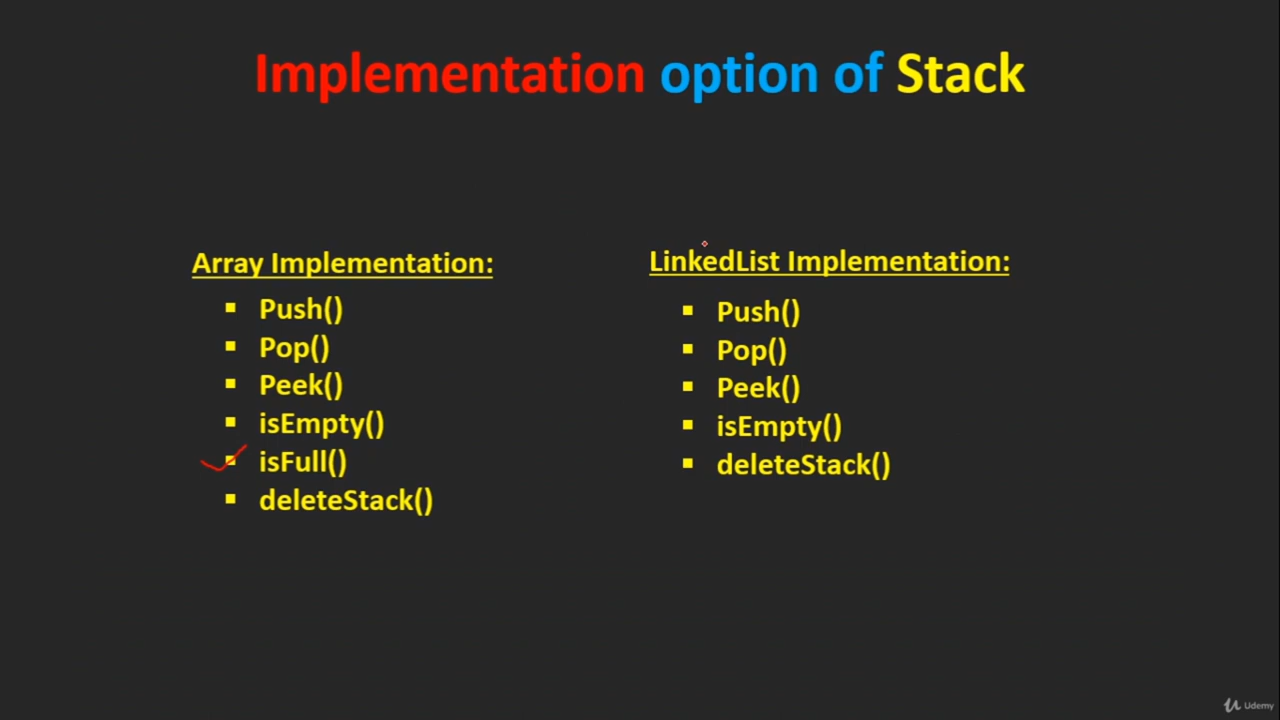 Implementation option of Stack
Array Implementation:
▪ Push()
▪ Pop()
▪ Peek()
▪ isEmpty()
▪ isFull()
▪ deleteStack()
LinkedList Implementation:
▪ Push()
▪ Pop()
▪ Peek()
▪ isEmpty()
▪ deleteStack()
Udemy